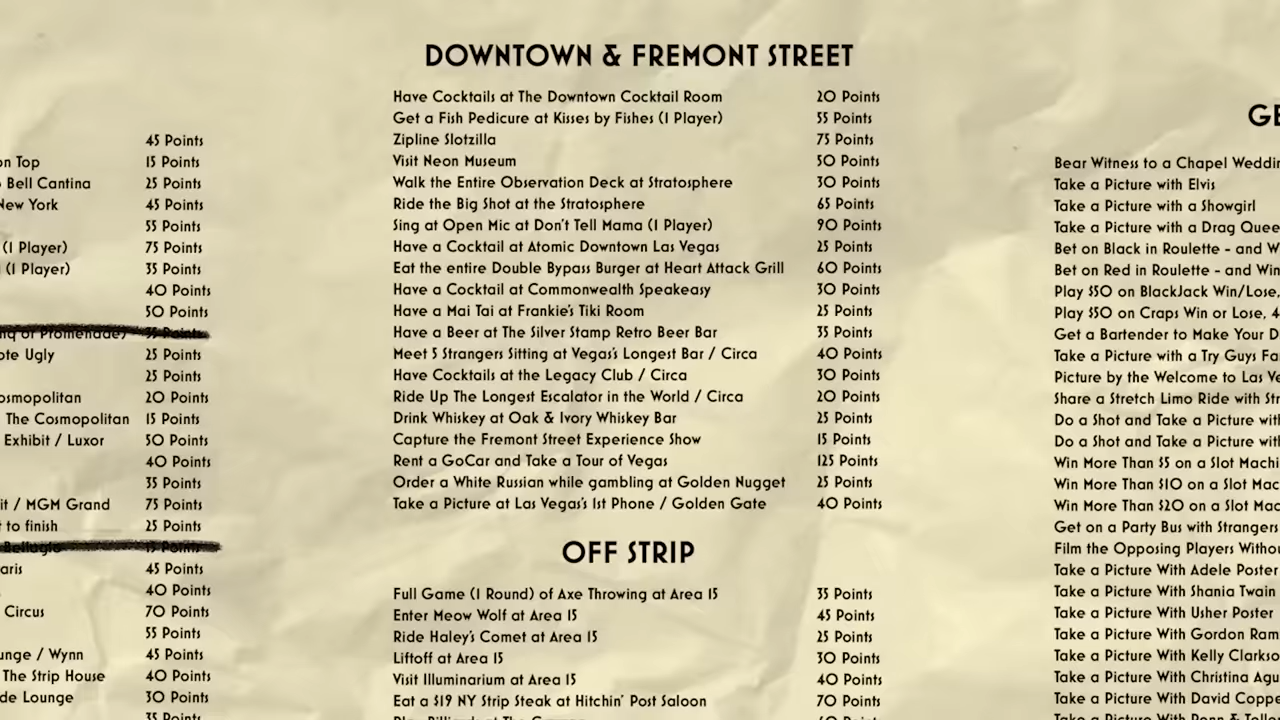 45 Points
on Top 15 Points
Bell Cantina 25 Points
New York 45 Points
55 Points
(1 Player) 75 Points
(1 Player) 35 Points
40 Points
50 Points
of Promenade) 35 Points
ote Ugly 25 Points
25 Points
osmopolitan 20 Points
The Cosmopolitan 15 Points
Exhibit / Luxor 50 Points
40 Points
35 Points
it / MGM Grand 75 Points
t to finish 25 Points
Bellagio 15 Points
aris 45 Points
40 Points
Circus 70 Points
55 Points
unge / Wynn 45 Points
The Strip House 40 Points
de Lounge 30 Points
35 Points
DOWNTOWN & FREMONT STREET
Have Cocktails at The Downtown Cocktail Room 20 Points
Get a Fish Pedicure at Kisses by Fishes (1 Player) 55 Points
Zipline Slotzilla 75 Points
Visit Neon Museum 50 Points
Walk the Entire Observation Deck at Stratosphere 30 Points
Ride the Big Shot at the Stratosphere 65 Points
Sing at Open Mic at Don't Tell Mama (1 Player) 90 Points
Have a Cocktail at Atomic Downtown Las Vegas 25 Points
Eat the entire Double Bypass Burger at Heart Attack Grill 60 Points
Have a Cocktail at Commonwealth Speakeasy 30 Points
Have a Mai Tai at Frankie's Tiki Room 25 Points
Have a Beer at The Silver Stamp Retro Beer Bar 35 Points
Meet 5 Strangers Sitting at Vegas's Longest Bar / Circa 40 Points
Have Cocktails at the Legacy Club / Circa 30 Points
Ride Up The Longest Escalator in the World / Circa 20 Points
Drink Whiskey at Oak & Ivory Whiskey Bar 25 Points
Capture the Fremont Street Experience Show 15 Points
Rent a GoCar and Take a Tour of Vegas 125 Points
Order a White Russian while gambling at Golden Nugget 25 Points
Take a Picture at Las Vegas's 1st Phone / Golden Gate 40 Points
OFF STRIP
Full Game (1 Round) of Axe Throwing at Area 15 35 Points
Enter Meow Wolf at Area 15 45 Points
Ride Haley's Comet at Area 15 25 Points
Liftoff at Area 15 30 Points
Visit Illuminarium at Area 15 40 Points
Eat a $19 NY Strip Steak at Hitchin' Post Saloon 70 Points
GE
Bear Witness to a Chapel Weddin
Take a Picture with Elvis
Take a Picture with a Showgirl
Take a Picture with a Drag Quee
Bet on Black in Roulette - and W
Bet on Red in Roulette - and Win
Play $50 on BlackJack Win/Lose,
Play $50 on Craps Win or Lose, 4
Get a Bartender to Make Your D
Take a Picture with a Try Guys Fa
Picture by the Welcome to Las Ve
Share a Stretch Limo Ride with Str
Do a Shot and Take a Picture with
Do a Shot and Take a Picture with
Win More Than $5 on a Slot Machi
Win More Than $10 on a Slot Mac
Win More Than $20 on a Slot Mac
Get on a Party Bus with Strangers
Film the Opposing Players Withou
Take a Picture With Adele Poster
Take a Picture With Shania Twain
Take a Picture With Usher Poster
Take a Picture With Gordon Ram
Take a Picture With Kelly Clarkso
Take a Picture With Christina Agu
Take a Picture With David Coppe